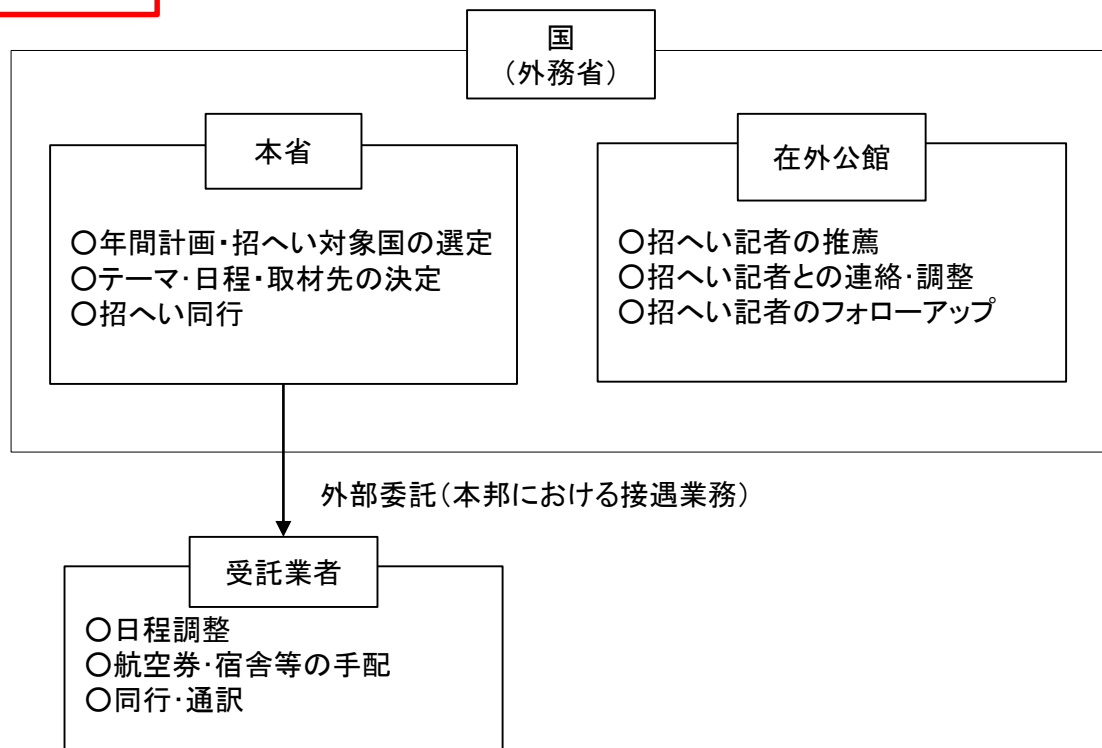 国
（外務省）
本省
○年間計画・招へい対象国の選定
○テーマ・日程・取材先の決定
○招へい同行
在外公館
○招へい記者の推薦
○招へい記者との連絡・調整
○招へい記者のフォローアップ
外部委託（本邦における接遇業務）
受託業者
○日程調整
○航空券・宿舎等の手配
○同行・通訳